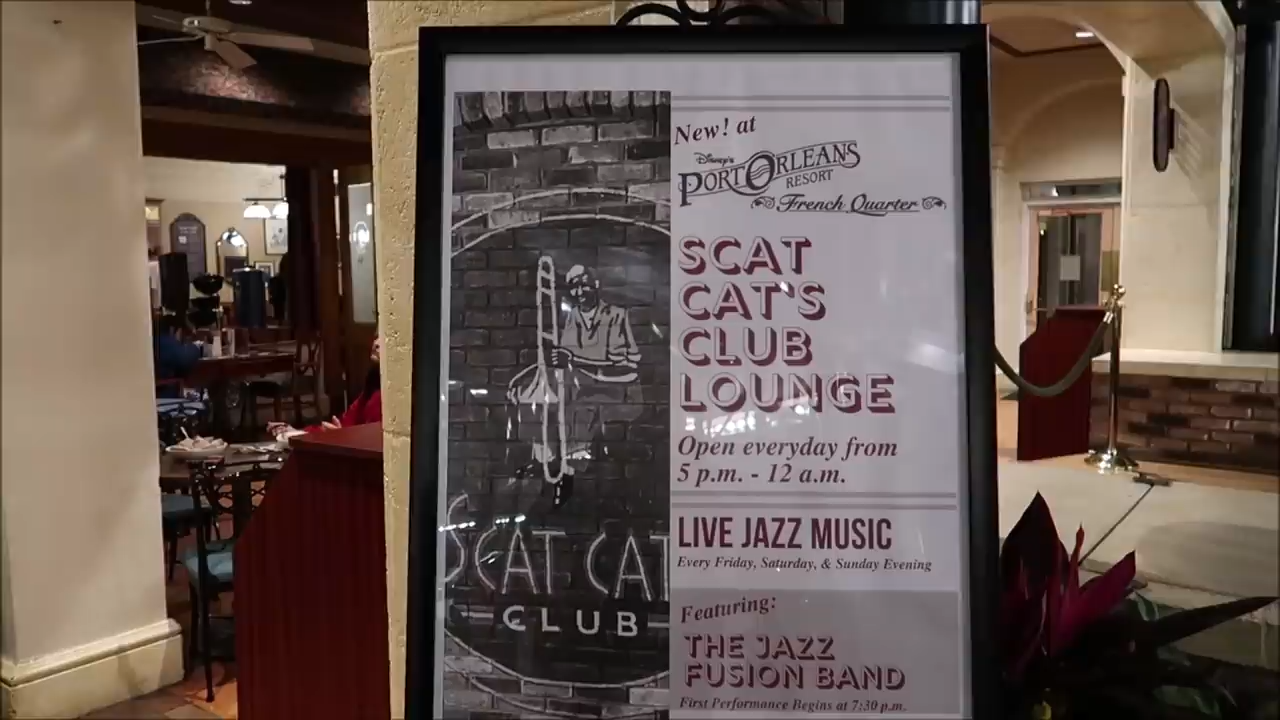 New! at
Disney's
PORT ORLEANS
RESORT
French Quarter
SCAT
CAT'S
CLUB
LOUNGE
Open everyday from
5 p.m. - 12 a.m.
LIVE JAZZ MUSIC
Every Friday, Saturday, & Sunday Evening
Featuring:
THE JAZZ
FUSION BAND
First Performance Begins at 7:30 p.m.
SCAT CAT
CLUB